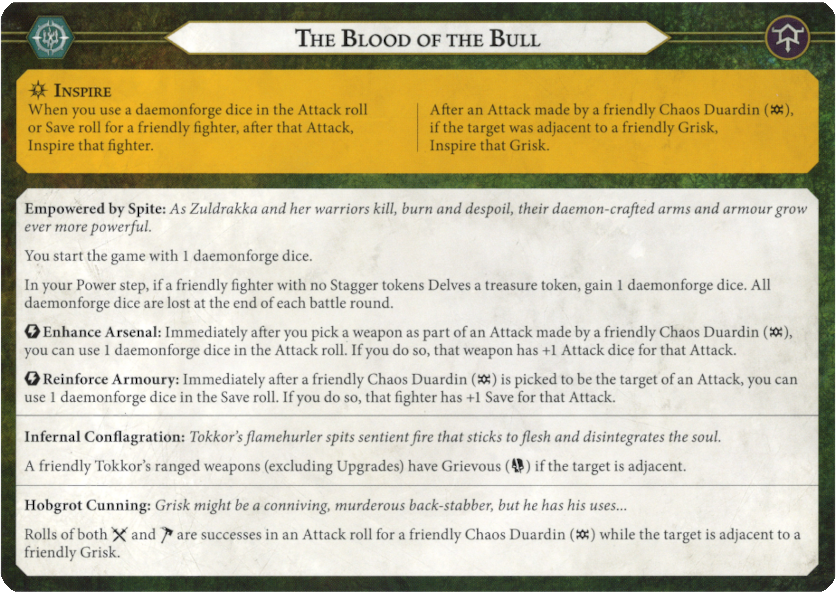 The Blood of the Bull
Inspire
When you use a daemonforge dice in the Attack roll
or Save roll for a friendly fighter, after that Attack,
Inspire that fighter.
After an Attack made by a friendly Chaos Duardin (),
if the target was adjacent to a friendly Grisk,
Inspire that Grisk.
Empowered by Spite: As Zuldrakka and her warriors kill, burn and despoil, their daemon-crafted arms and armour grow
ever more powerful.
You start the game with 1 daemonforge dice.
In your Power step, if a friendly fighter with no Stagger tokens Delves a treasure token, gain 1 daemonforge dice. All
daemonforge dice are lost at the end of each battle round.
Enhance Arsenal: Immediately after you pick a weapon as part of an Attack made by a friendly Chaos Duardin (),
you can use 1 daemonforge dice in the Attack roll. If you do so, that weapon has +1 Attack dice for that Attack.
Reinforce Armoury: Immediately after a friendly Chaos Duardin () is picked to be the target of an Attack, you can
use 1 daemonforge dice in the Save roll. If you do so, that fighter has +1 Save for that Attack.
Infernal Conflagration: Tokkor's flamehurler spits sentient fire that sticks to flesh and disintegrates the soul.
A friendly Tokkor's ranged weapons (excluding Upgrades) have Grievous () if the target is adjacent.
Hobgrot Cunning: Grisk might be a conniving, murderous back-stabber, but he has his uses...
Rolls of both and are successes in an Attack roll for a friendly Chaos Duardin () while the target is adjacent to a
friendly Grisk.